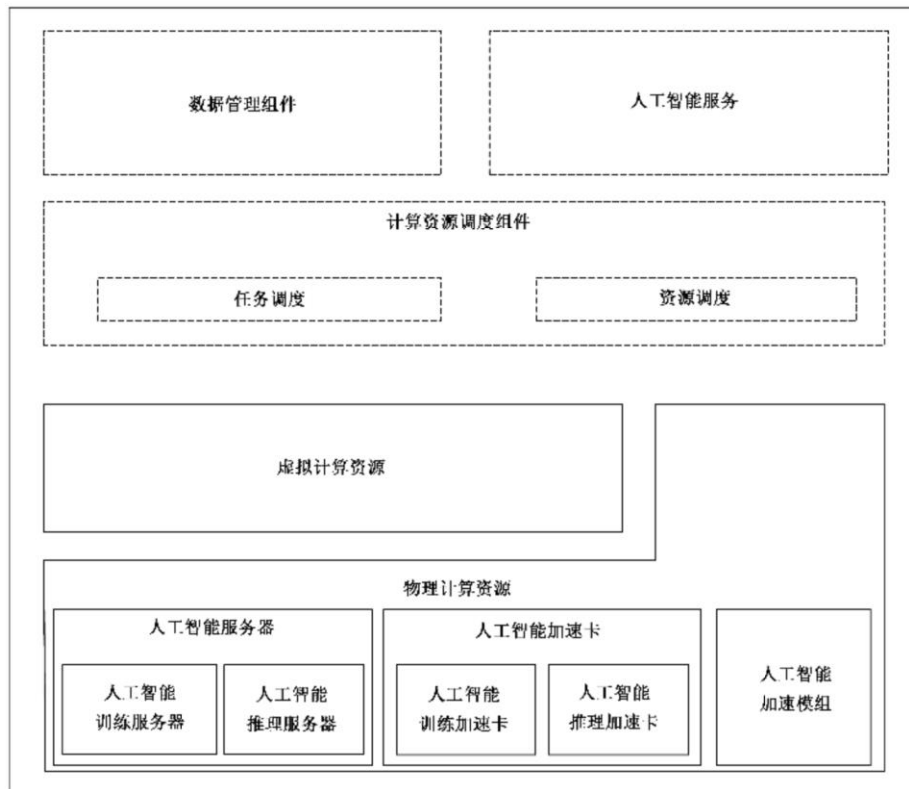 数据管理组件
人工智能服务
计算资源调度组件
任务调度
资源调度
虚拟计算资源
物理计算资源
人工智能服务器
人工智能
训练服务器
人工智能
推理服务器
人工智能加速卡
人工智能
训练加速卡
人工智能
推理加速卡
人工智能
加速模组